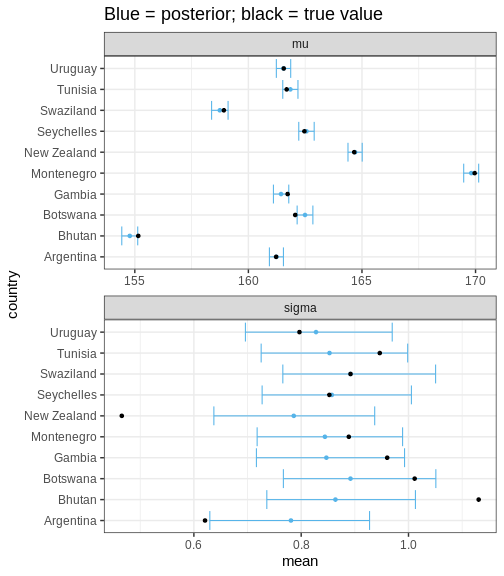 Blue = posterior; black = true value
mu
Uruguay
Tunisia
Swaziland
Seychelles
New Zealand
Montenegro
Gambia
Botswana
Bhutan
Argentina
155 160 165 170
country
sigma
Uruguay
Tunisia
Swaziland
Seychelles
New Zealand
Montenegro
Gambia
Botswana
Bhutan
Argentina
0.6 0.8 1.0
mean